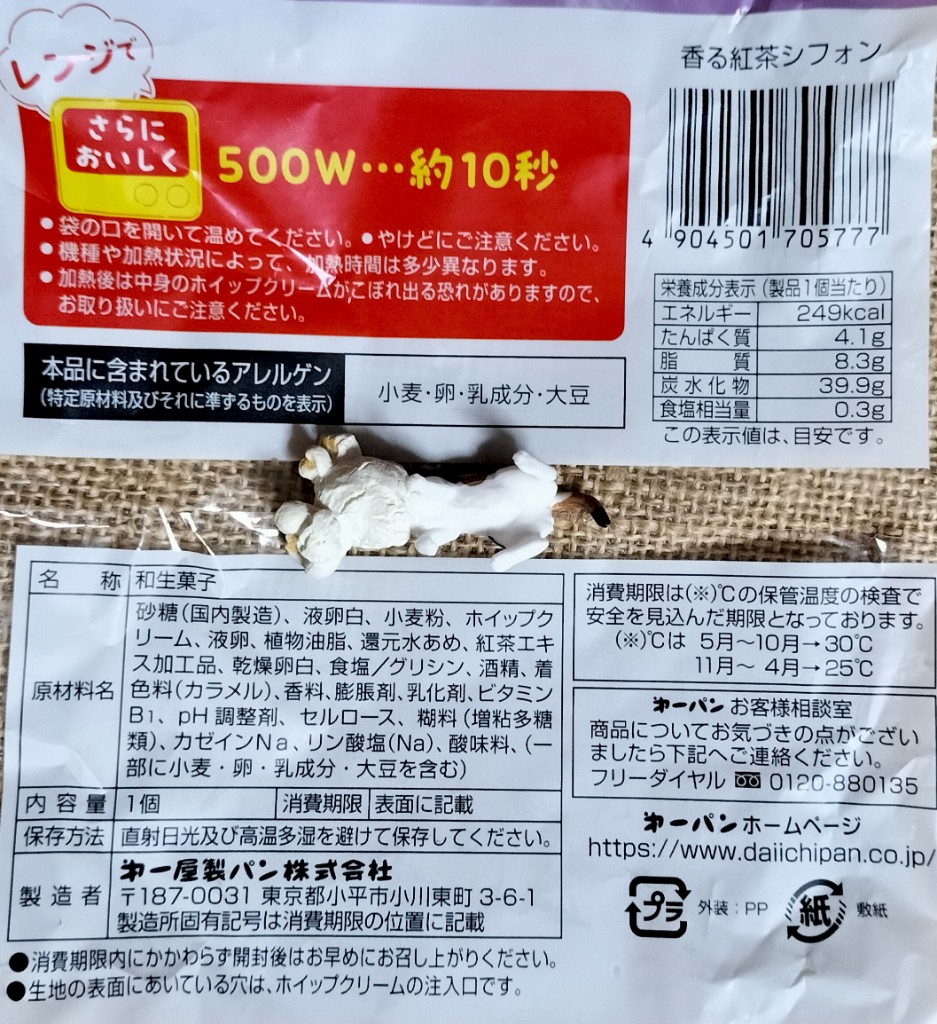 レンジで
さらに
おいしく
500W…約10秒
●袋の口を開いて温めてください。●やけどにご注意ください。
●機種や加熱状況によって、加熱時間は多少異なります。
●加熱後は中身のホイップクリームがこぼれ出る恐れがありますので、
お取り扱いにご注意ください。
本品に含まれているアレルゲン
(特定原材料及びそれに準ずるものを表示)
小麦・卵・乳成分・大豆
香る紅茶シフォン
4 904501 705777
栄養成分表示(製品1個当たり)
エネルギー 249kcal
たんぱく質 4.1g
脂質 8.3g
炭水化物 39.9g
食塩相当量 0.3g
この表示値は、目安です。
名称 和生菓子
原材料名
砂糖(国内製造)、液卵白、小麦粉、ホイップク
リーム、液卵、植物油脂、還元水あめ、紅茶エキ
ス加工品、乾燥卵白、食塩/グリシン、酒精、着
色料(カラメル)、香料、膨脹剤、乳化剤、ビタミン
B1、pH調整剤、セルロース、糊料(増粘多糖
類)、カゼインNa、リン酸塩(Na)、酸味料、(一
部に小麦・卵・乳成分・大豆を含む)
内容量 1個 消費期限 表面に記載
保存方法 直射日光及び高温多湿を避けて保存してください。
製造者
第一屋製パン株式会社
〒187-0031 東京都小平市小川東町3-6-1
製造所固有記号は消費期限の位置に記載
●消費期限内にかかわらず開封後はお早めにお召し上がりください。
●生地の表面にあいている穴は、ホイップクリームの注入口です。
消費期限は(※)℃の保管温度の検査で
安全を見込んだ期限となっております。
(※)℃は 5月〜10月→30℃
11月〜 4月→25℃
第一パン お客様相談室
商品についてお気づきの点がござい
ましたら下記へご連絡ください。
フリーダイヤル 0120-880135
第一パン ホームページ
https://www.daiichipan.co.jp/
プラ 外装:PP 紙 敷紙